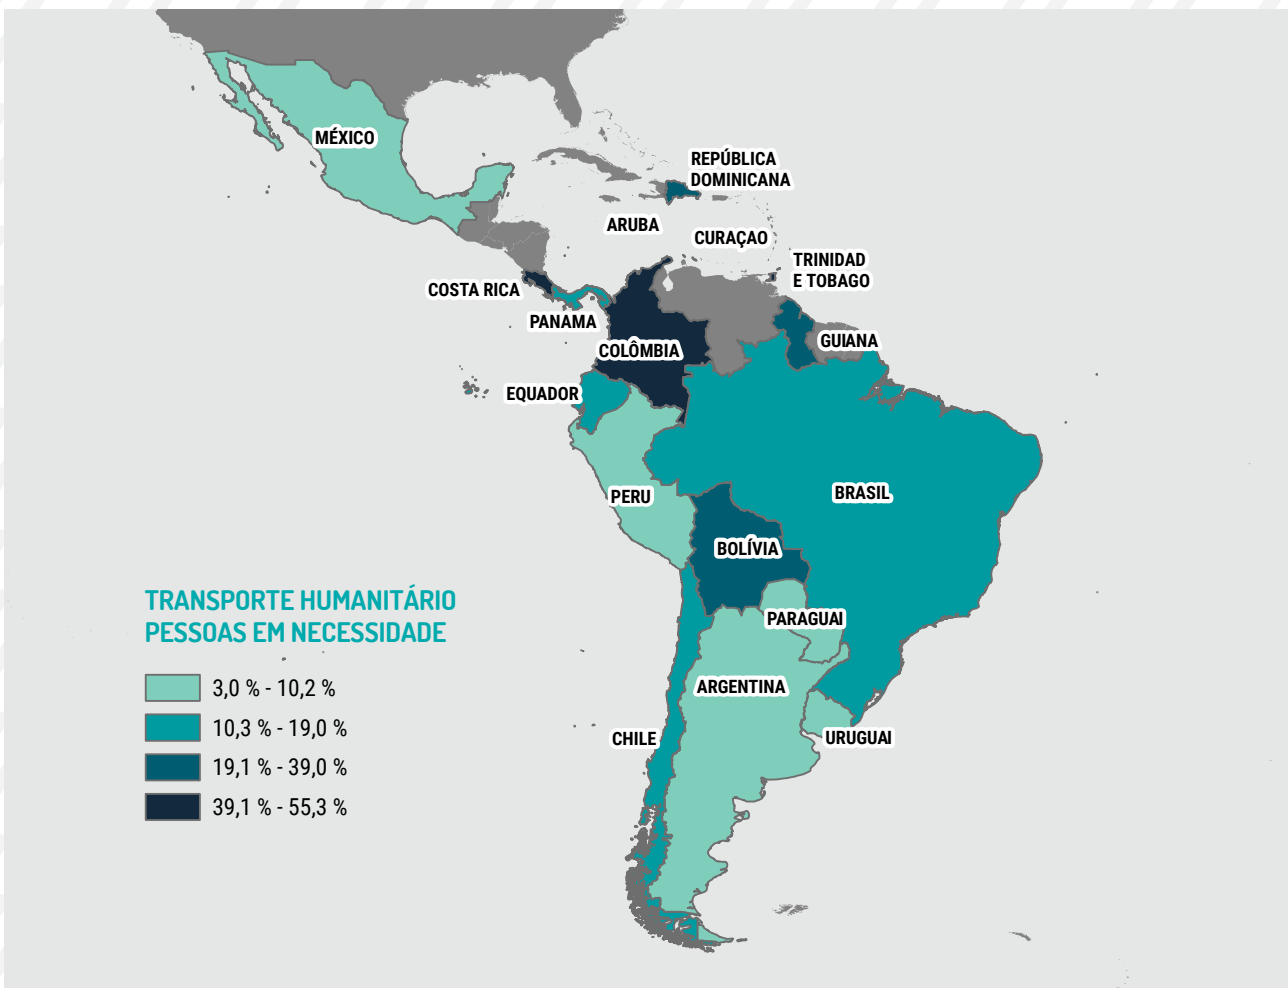 MÉXICO
REPÚBLICA
DOMINICANA
ARUBA
CURAÇAO
TRINIDAD
E TOBAGO
COSTA RICA
PANAMA
GUIANA
COLÔMBIA
EQUADOR
PERU
BRASIL
BOLÍVIA
PARAGUAI
ARGENTINA
CHILE
URUGUAI
TRANSPORTE HUMANITÁRIO
PESSOAS EM NECESSIDADE
3,0 % - 10,2 %
10,3 % - 19,0 %
19,1 % - 39,0 %
39,1 % - 55,3 %